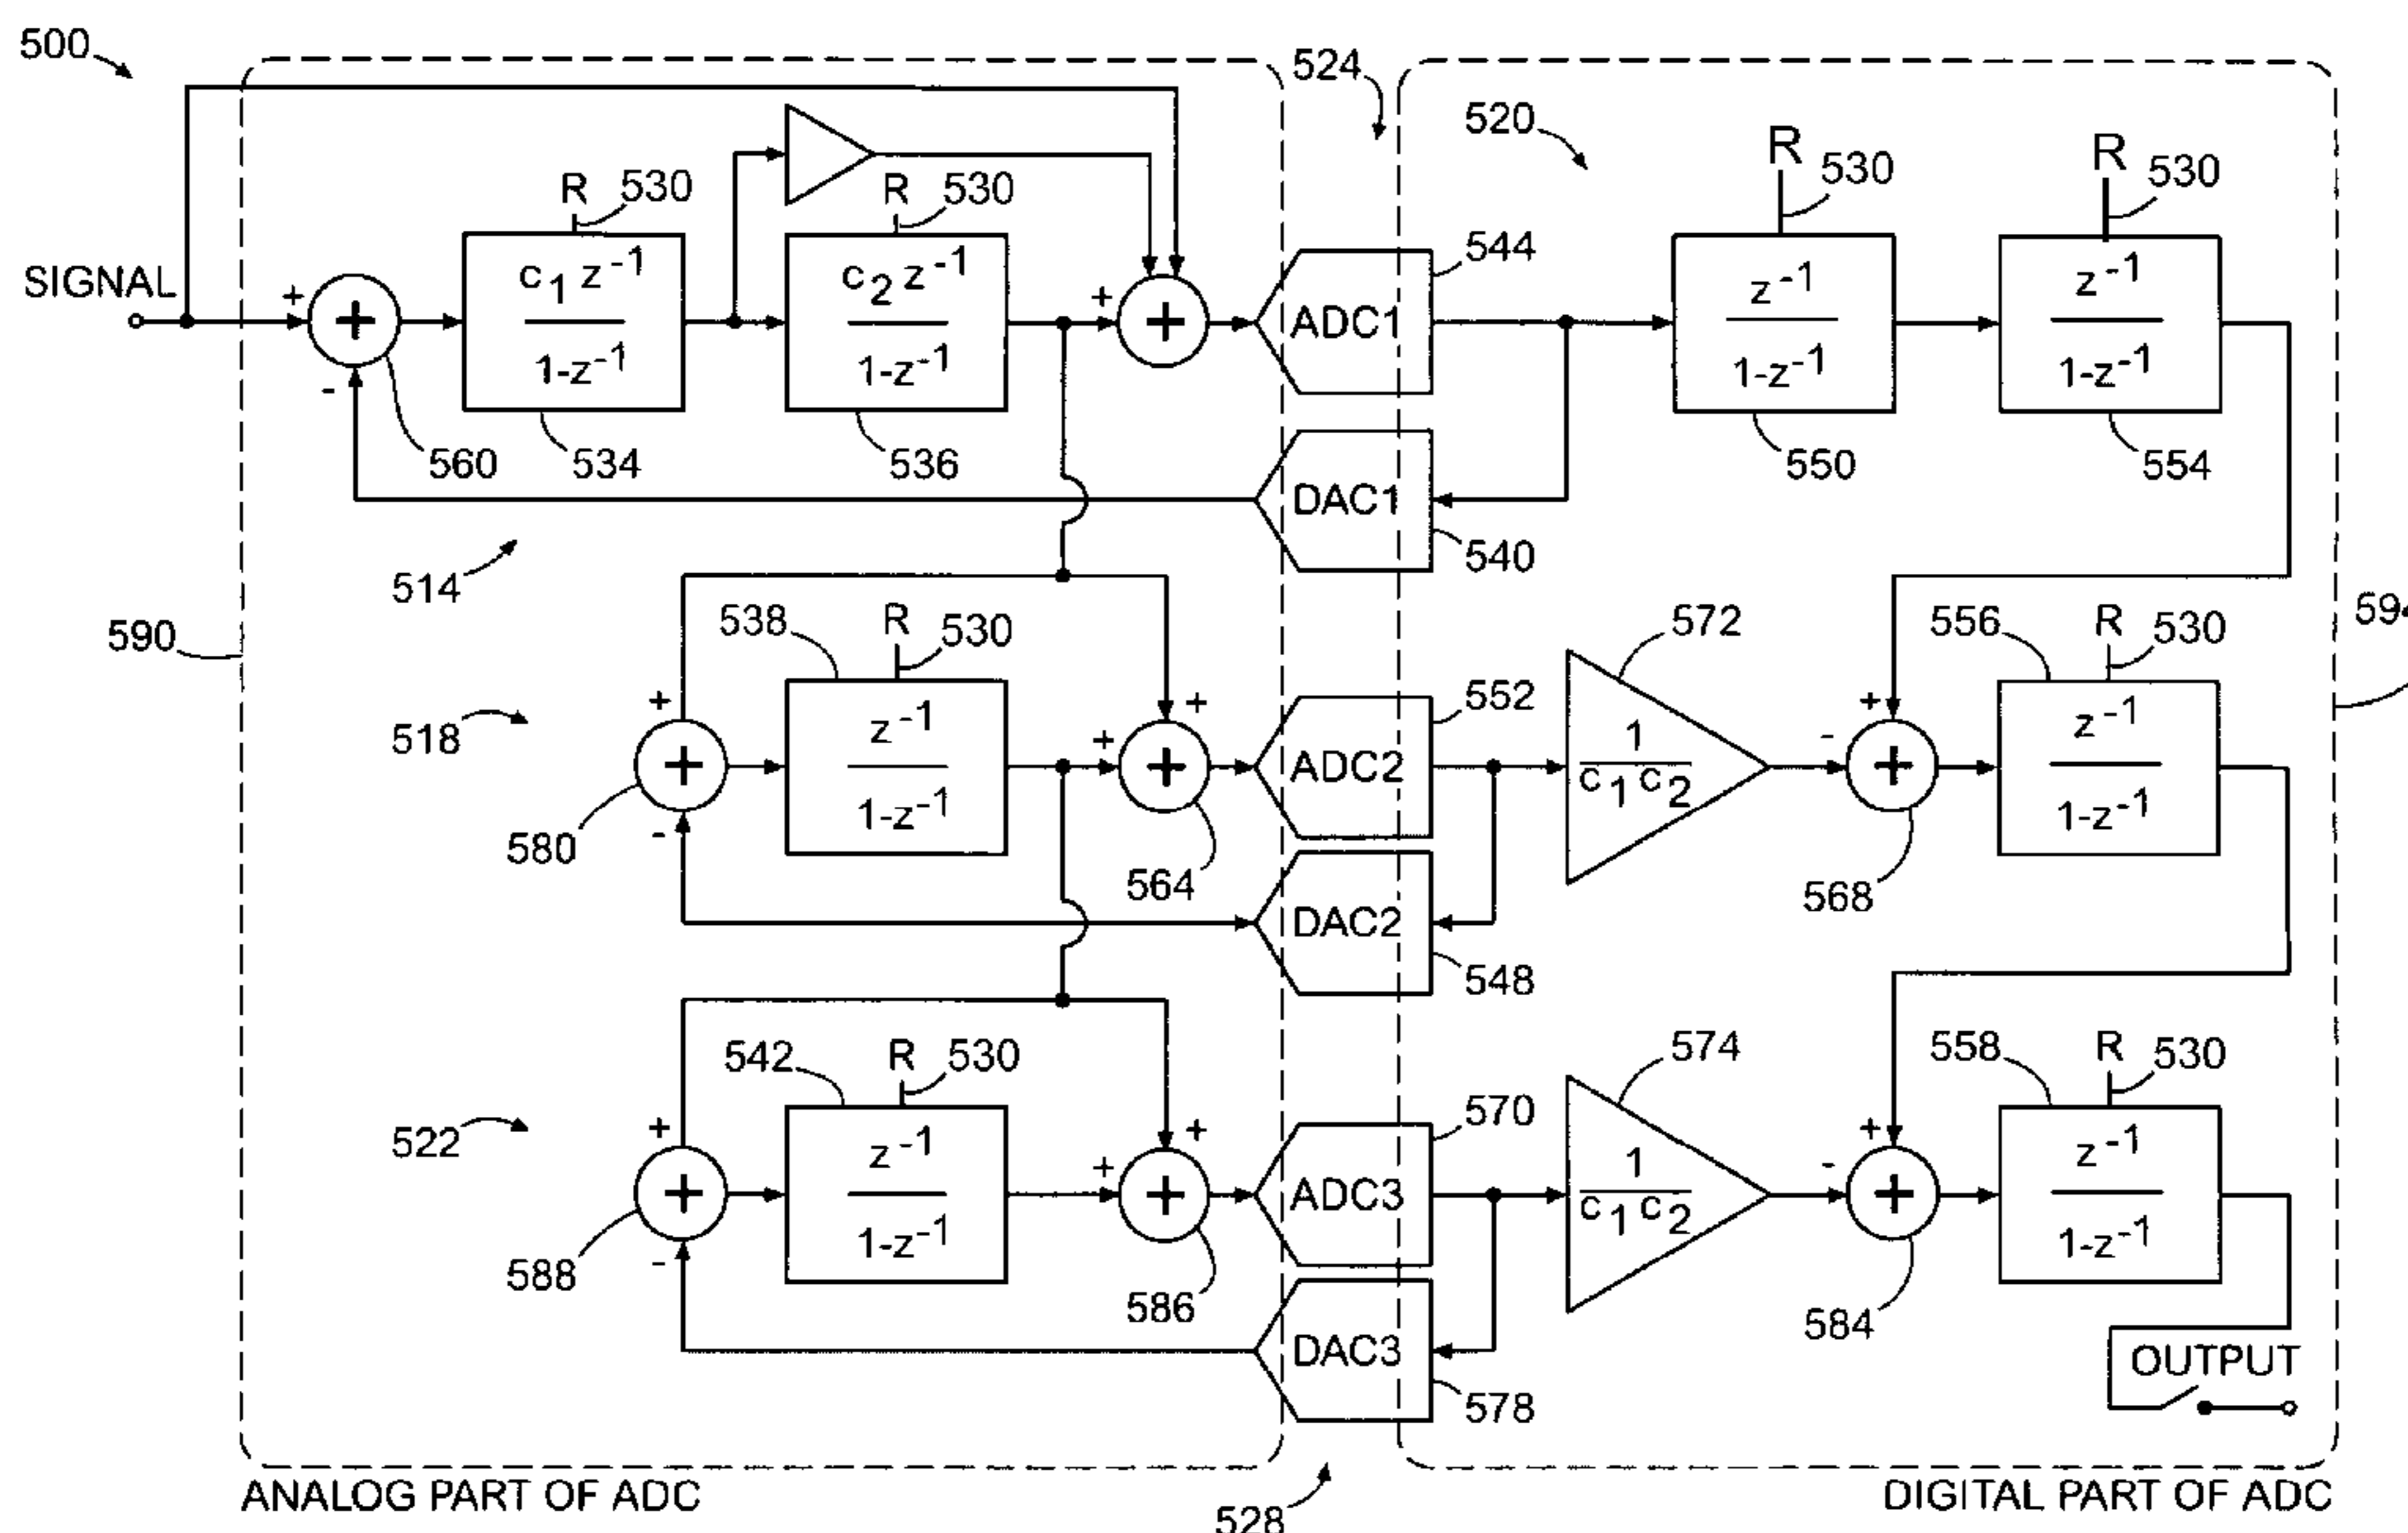 500
524
520
R 530
R 530
R 530
R 530
544
SIGNAL
+
+
c1 z^-1
1-z^-1
c2 z^-1
1-z^-1
+
+
ADC1
z^-1
1-z^-1
z^-1
1-z^-1
-
560
534
536
550
554
DAC1
540
514
590
538
R 530
572
556
R 530
594
518
+
+
z^-1
1-z^-1
+
+
+
552
ADC2
1
c1 c2
+
-
+
z^-1
1-z^-1
580
-
564
568
DAC2
548
542
R 530
574
558
R 530
522
+
+
z^-1
1-z^-1
+
+
+
570
ADC3
1
c1 c2
+
-
+
z^-1
1-z^-1
588
-
586
584
DAC3
578
OUTPUT
ANALOG PART OF ADC
528
DIGITAL PART OF ADC